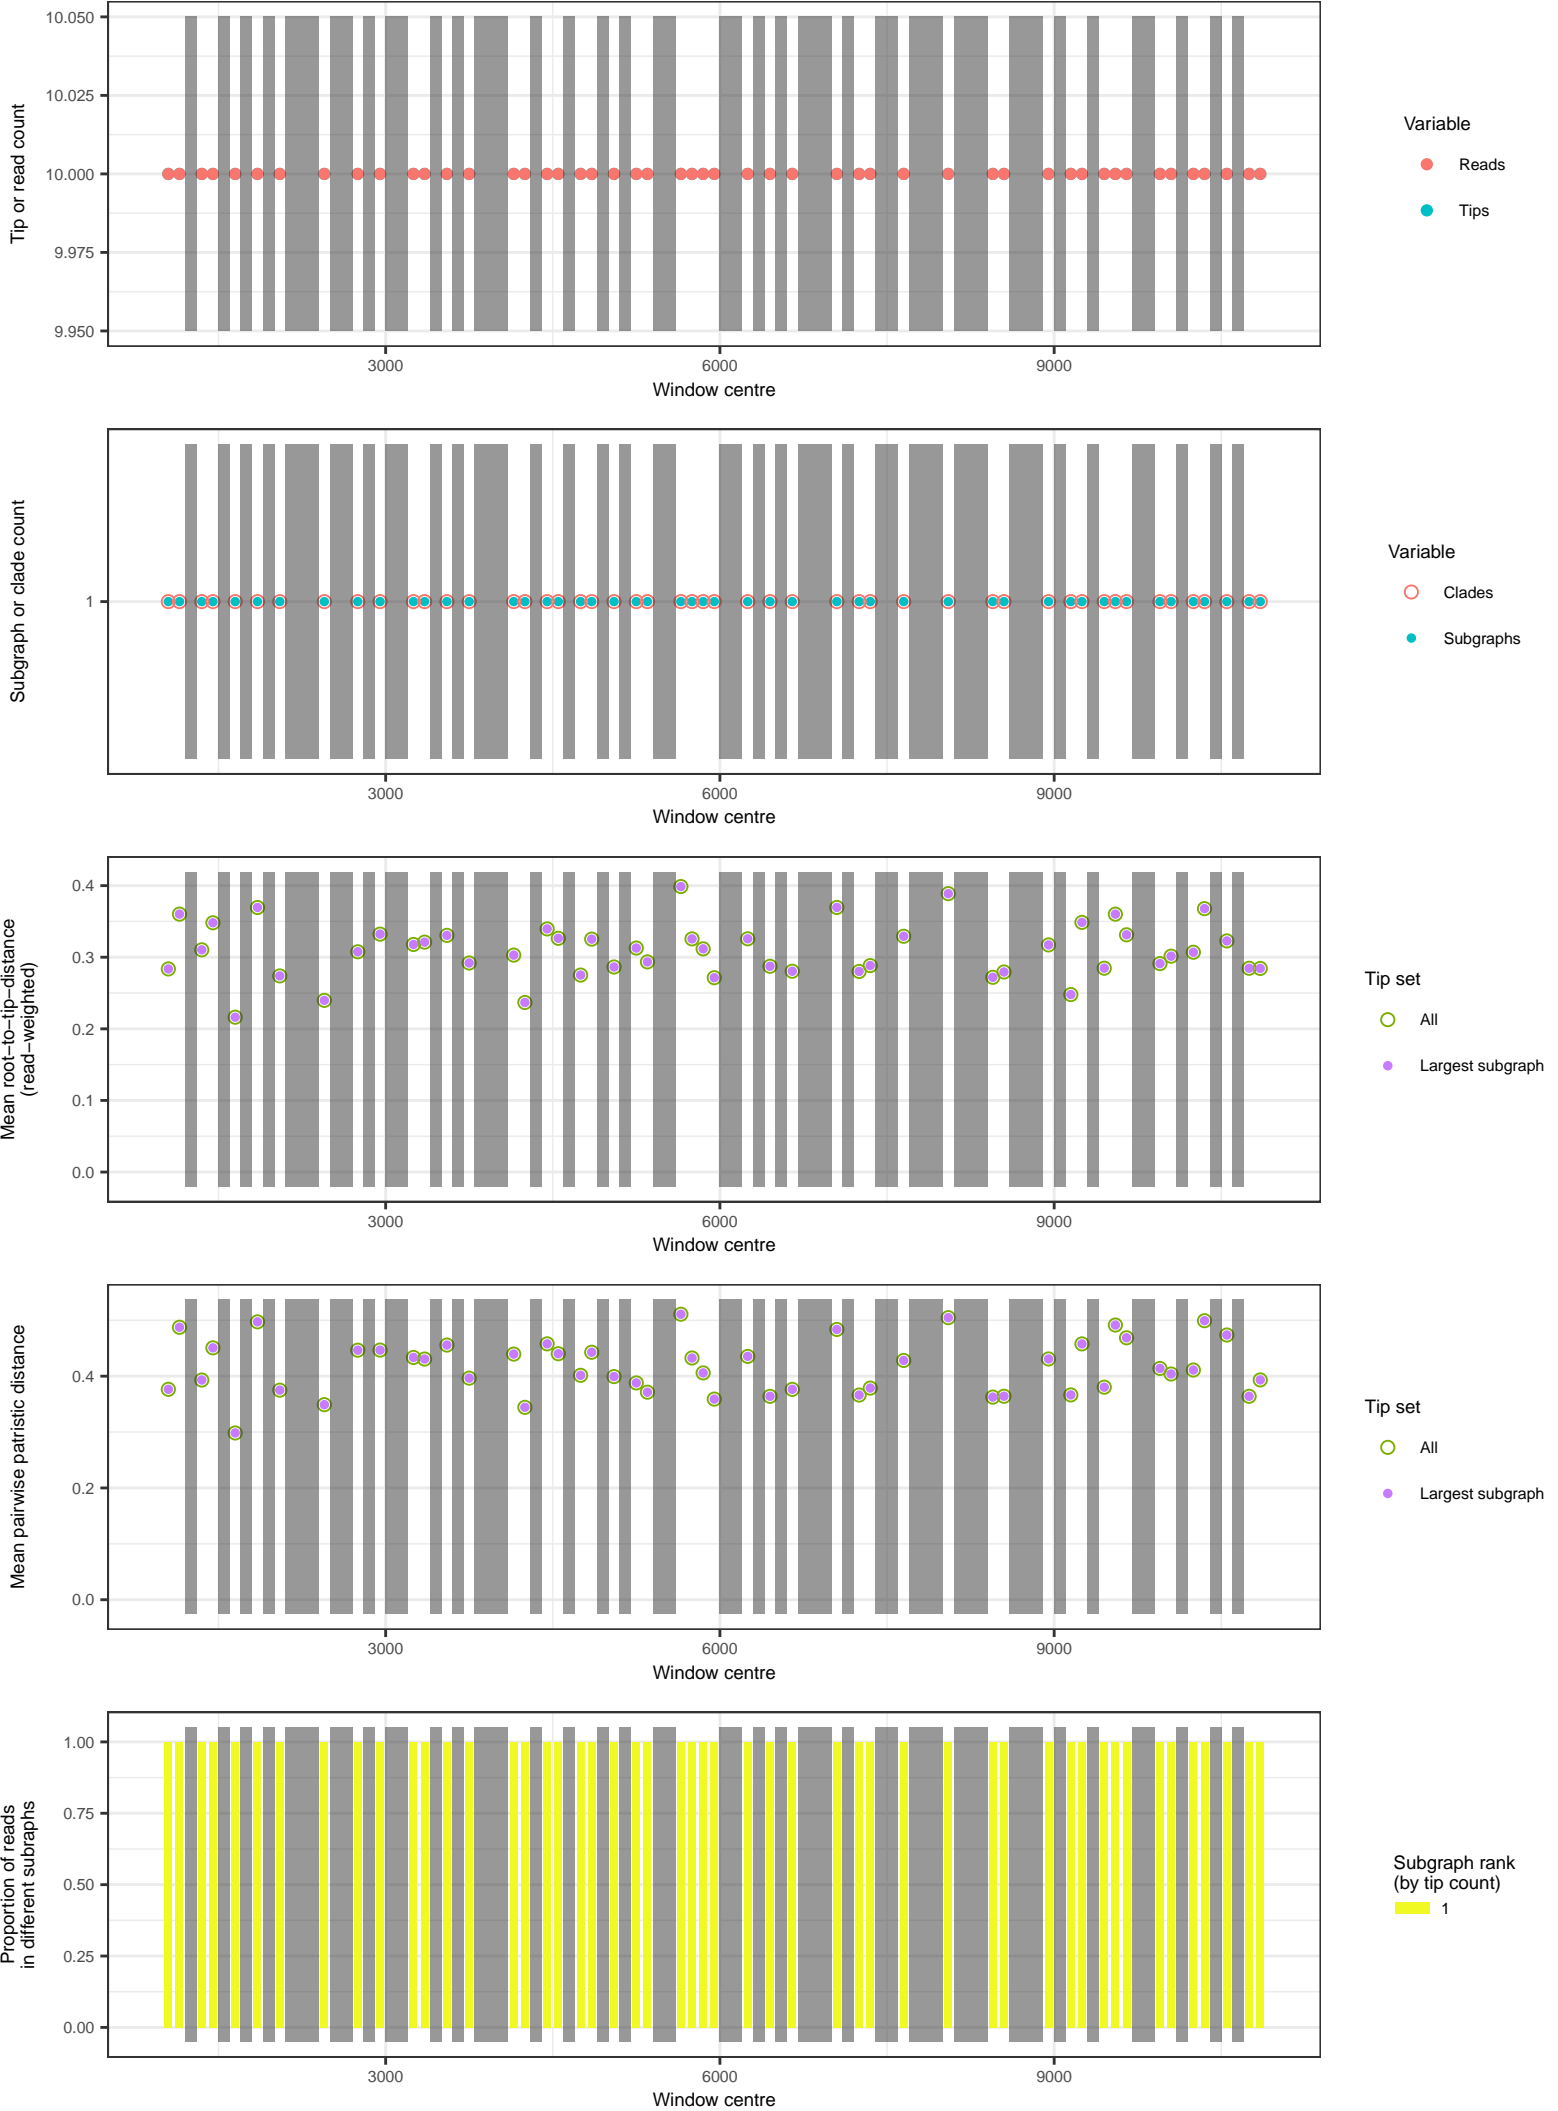 10.050
10.025
10.000
9.975
9.950
Tip or read count
3000
6000
9000
Window centre
Variable
Reads
Tips
1
Subgraph or clade count
3000
6000
9000
Window centre
Variable
Clades
Subgraphs
0.4
0.3
0.2
0.1
0.0
Mean root−to−tip−distance
(read−weighted)
3000
6000
9000
Window centre
Tip set
All
Largest subgraph
0.4
0.2
0.0
Mean pairwise patristic distance
3000
6000
9000
Window centre
Tip set
All
Largest subgraph
1.00
0.75
0.50
0.25
0.00
Proportion of reads
in different subraphs
3000
6000
9000
Window centre
Subgraph rank
(by tip count)
1